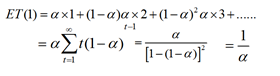 ET(1) = α×1+(1−α)α×2+(1−α)²α×3+......
= α∑_{t=1}^{∞} t(1−α)^{t−1} = α/[1−(1−α)]² = 1/α